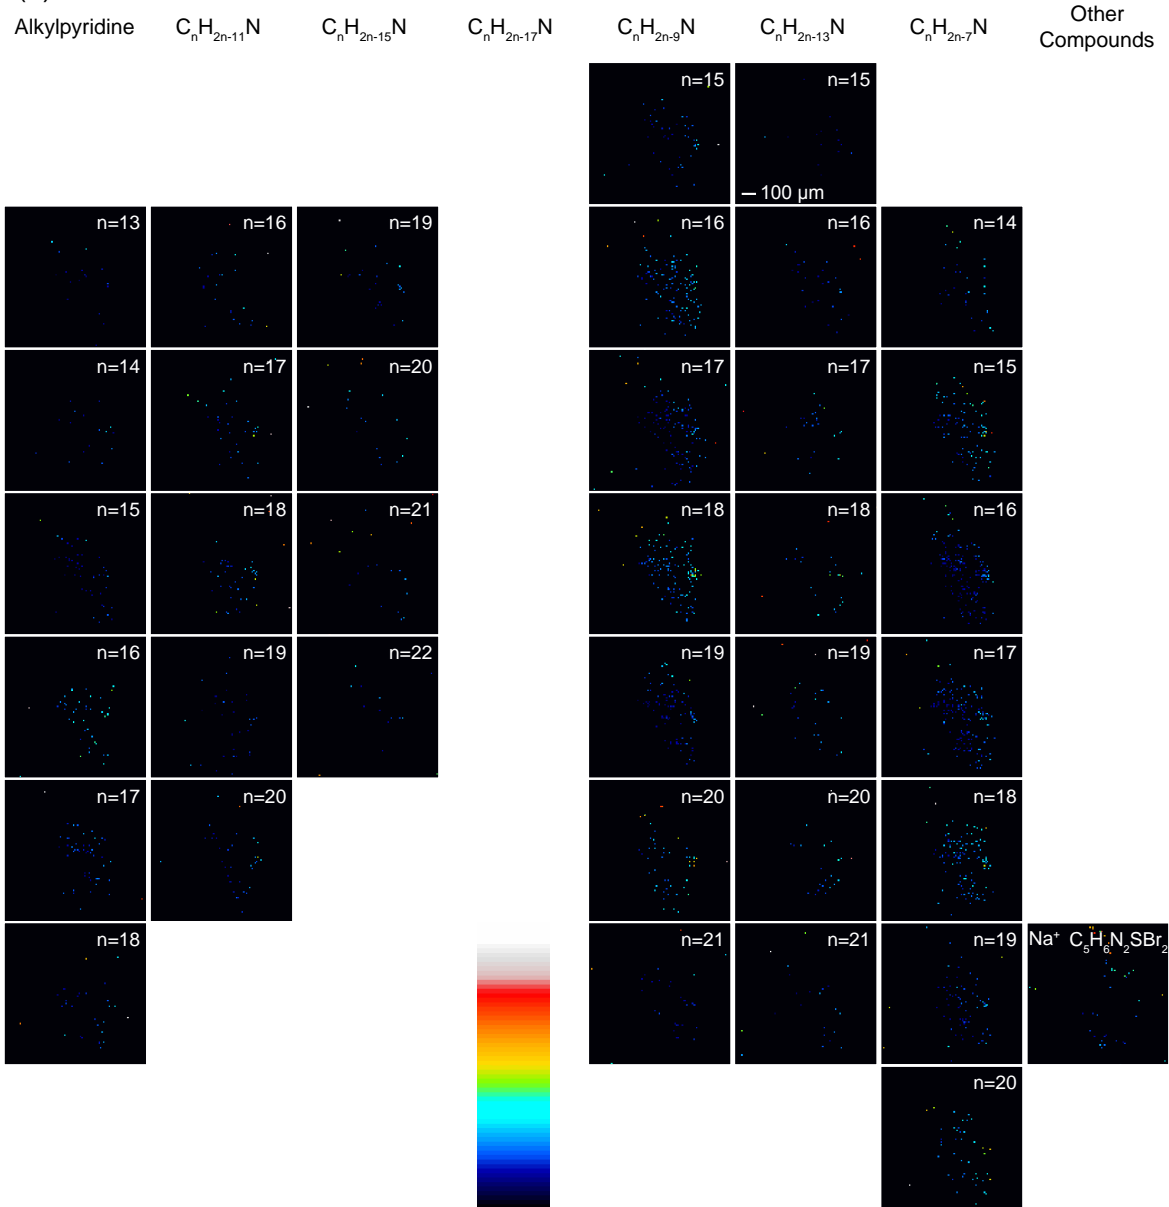 Alkylpyridine CnH2n-11N CnH2n-15N CnH2n-17N CnH2n-9N CnH2n-13N CnH2n-7N Other Compounds
n=15 n=15
100 µm
n=13 n=16 n=19 n=16 n=16 n=14
n=14 n=17 n=20 n=17 n=17 n=15
n=15 n=18 n=21 n=18 n=18 n=16
n=16 n=19 n=22 n=19 n=19 n=17
n=17 n=20 n=20 n=20 n=18
n=18 n=21 n=21 n=19 Na⁺ C5H6N2SBr2
n=20